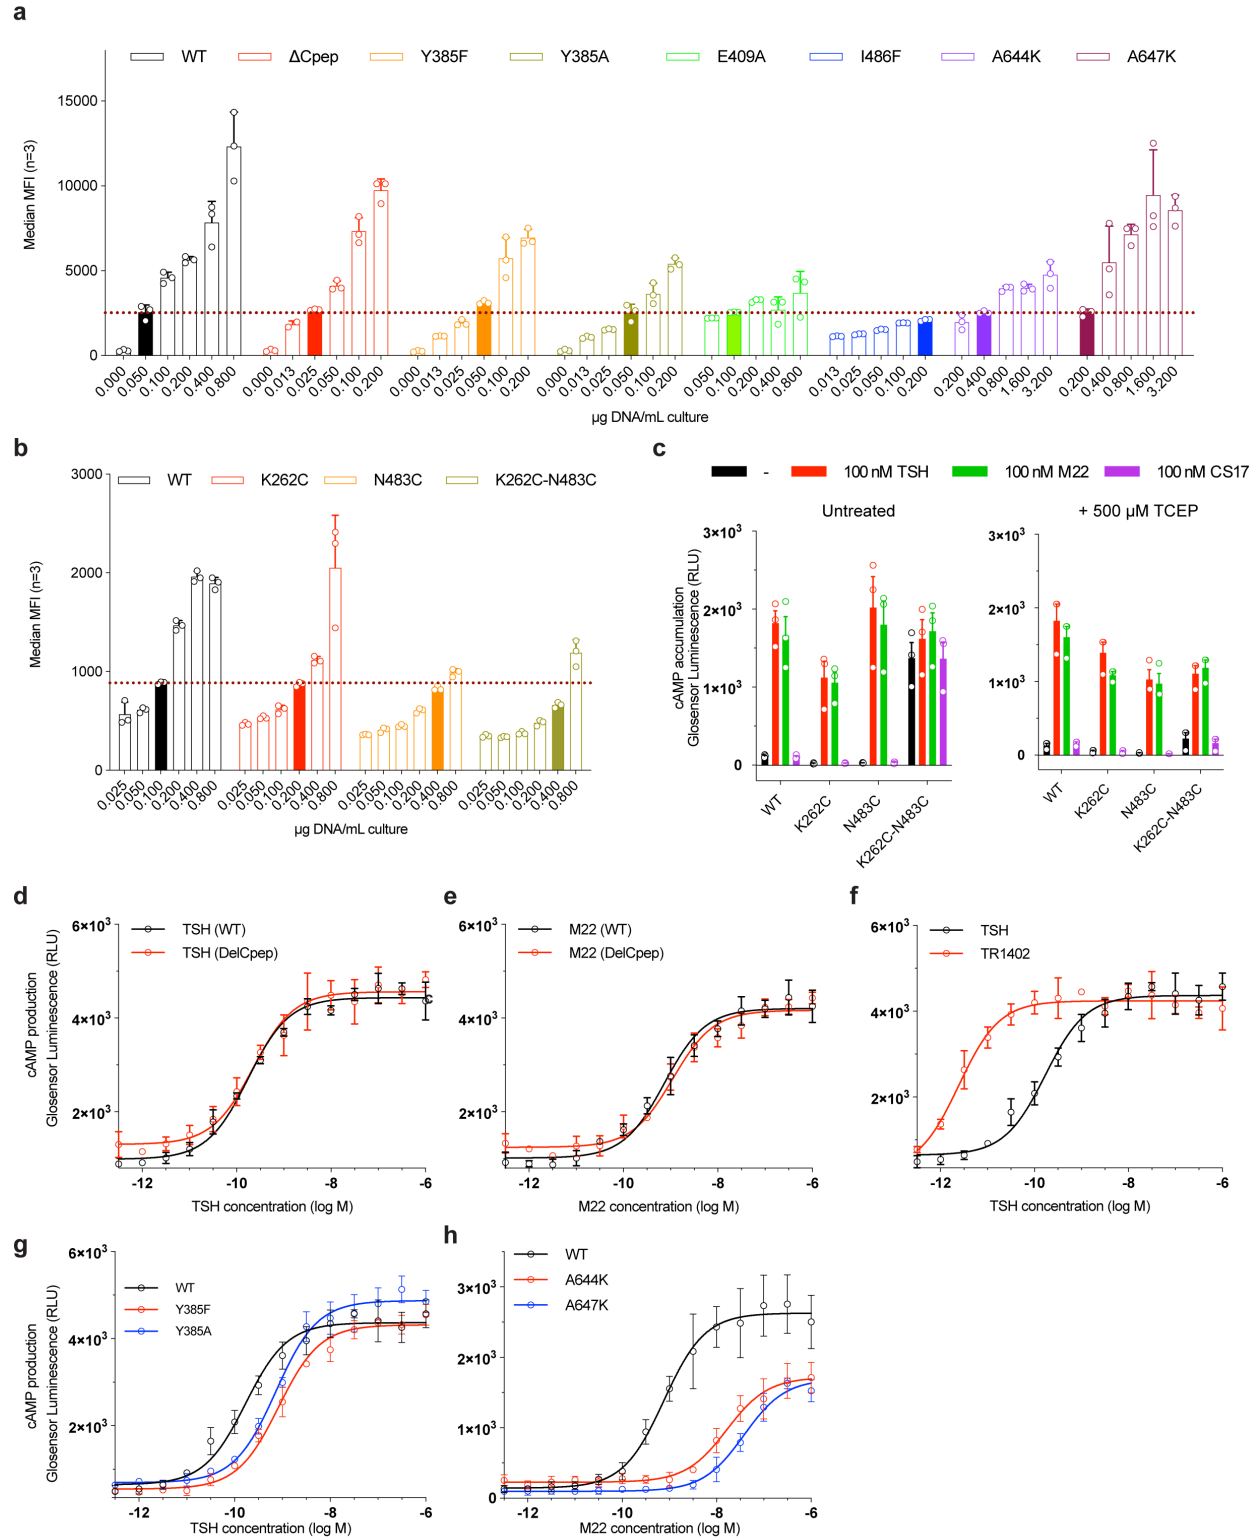 a
WT ΔCpep Y385F Y385A E409A I486F A644K A647K
Median MFI (n=3)
15000
10000
5000
0
0.000 0.050 0.100 0.200 0.400 0.800 0.000 0.013 0.025 0.050 0.100 0.200 0.000 0.013 0.025 0.050 0.100 0.200 0.000 0.013 0.025 0.050 0.100 0.200 0.050 0.100 0.200 0.400 0.800 0.013 0.025 0.050 0.100 0.200 0.200 0.400 0.800 1.600 3.200 0.200 0.400 0.800 1.600 3.200
µg DNA/mL culture
b
WT K262C N483C K262C-N483C
Median MFI (n=3)
3000
2000
1000
0
0.025 0.050 0.100 0.200 0.400 0.800 0.025 0.050 0.100 0.200 0.400 0.800 0.025 0.050 0.100 0.200 0.400 0.800 0.025 0.050 0.100 0.200 0.400 0.800
µg DNA/mL culture
c
- 100 nM TSH 100 nM M22 100 nM CS17
Untreated
+ 500 µM TCEP
cAMP accumulation
Glosensor Luminescence (RLU)
3×10³
2×10³
1×10³
0
WT K262C N483C K262C-N483C
3×10³
2×10³
1×10³
0
WT K262C N483C K262C-N483C
d
TSH (WT)
TSH (DelCpep)
cAMP production
Glosensor Luminescence (RLU)
6×10³
4×10³
2×10³
-12 -10 -8 -6
TSH concentration (log M)
e
M22 (WT)
M22 (DelCpep)
6×10³
4×10³
2×10³
-12 -10 -8 -6
M22 concentration (log M)
f
TSH
TR1402
6×10³
4×10³
2×10³
-12 -10 -8 -6
TSH concentration (log M)
g
WT
Y385F
Y385A
cAMP production
Glosensor Luminescence (RLU)
6×10³
4×10³
2×10³
-12 -10 -8 -6
TSH concentration (log M)
h
WT
A644K
A647K
3×10³
2×10³
1×10³
0
-12 -10 -8 -6
M22 concentration (log M)